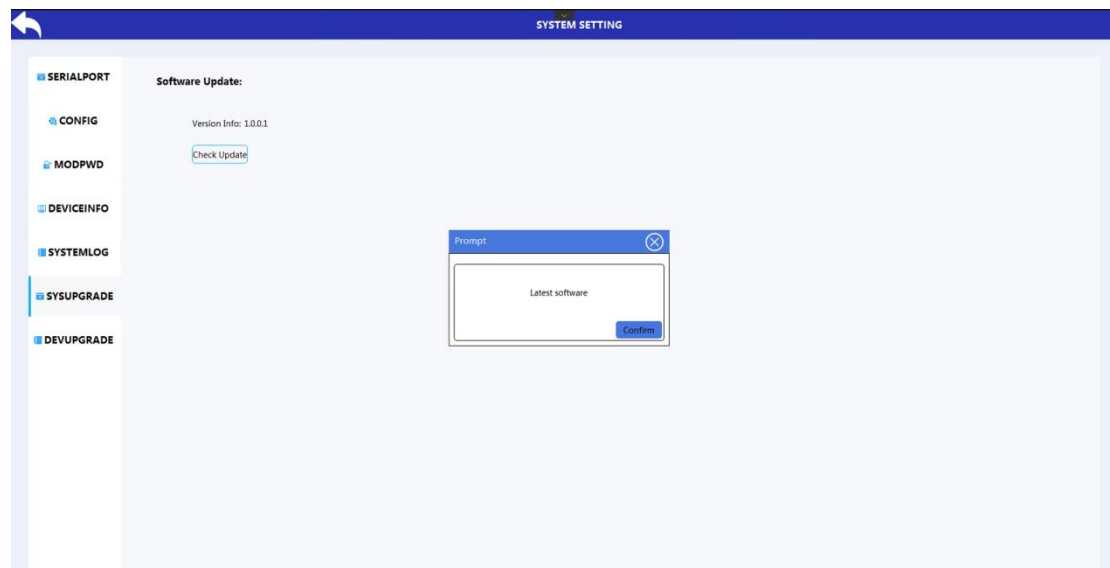 SYSTEM SETTING
SERIALPORT
CONFIG
MODPWD
DEVICEINFO
SYSTEMLOG
SYSUPGRADE
DEVUPGRADE
Software Update:
Version Info: 1.0.0.1
Check Update
Prompt
Latest software
Confirm